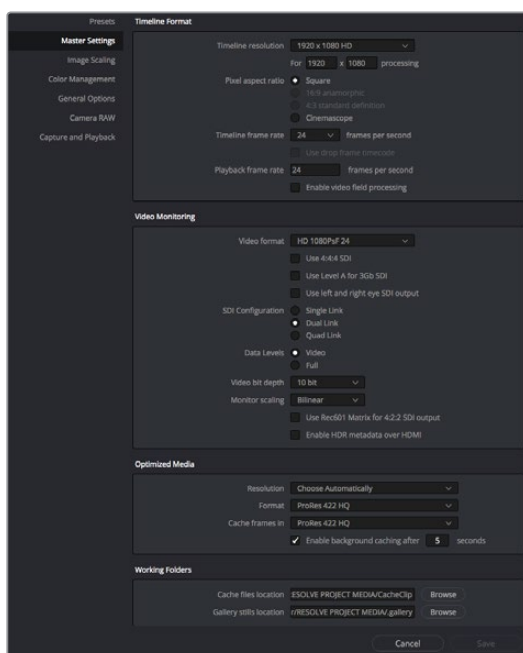 Presets
Master Settings
Image Scaling
Color Management
General Options
Camera RAW
Capture and Playback
Timeline Format
Timeline resolution 1920 x 1080 HD
For 1920 x 1080 processing
Pixel aspect ratio Square
16:9 anamorphic
4:3 standard definition
Cinemascope
Timeline frame rate 24 frames per second
Use drop frame timecode
Playback frame rate 24 frames per second
Enable video field processing
Video Monitoring
Video format HD 1080PsF 24
Use 4:4:4 SDI
Use Level A for 3Gb SDI
Use left and right eye SDI output
SDI Configuration Single Link
Dual Link
Quad Link
Data Levels Video
Full
Video bit depth 10 bit
Monitor scaling Bilinear
Use Rec601 Matrix for 4:2:2 SDI output
Enable HDR metadata over HDMI
Optimized Media
Resolution Choose Automatically
Format ProRes 422 HQ
Cache frames in ProRes 422 HQ
Enable background caching after 5 seconds
Working Folders
Cache files location ESOLVE PROJECT MEDIA/CacheClip Browse
Gallery stills location r/RESOLVE PROJECT MEDIA/.gallery Browse
Cancel Save